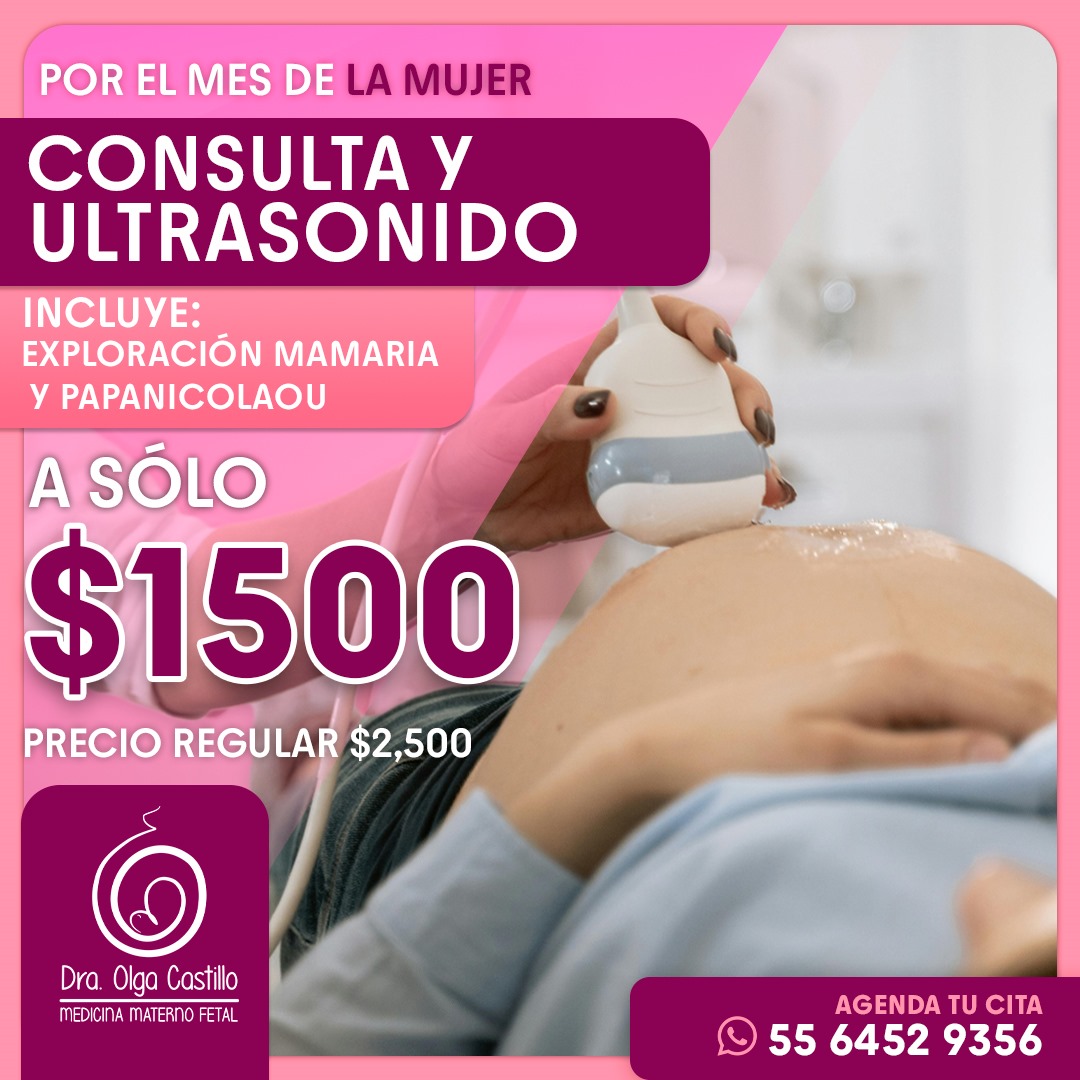 POR EL MES DE LA MUJER
CONSULTA Y
ULTRASONIDO
INCLUYE:
EXPLORACIÓN MAMARIA
Y PAPANICOLAOU
A SÓLO
$1500
PRECIO REGULAR $2,500
Dra. Olga Castillo
MEDICINA MATERNO FETAL
AGENDA TU CITA
55 6452 9356